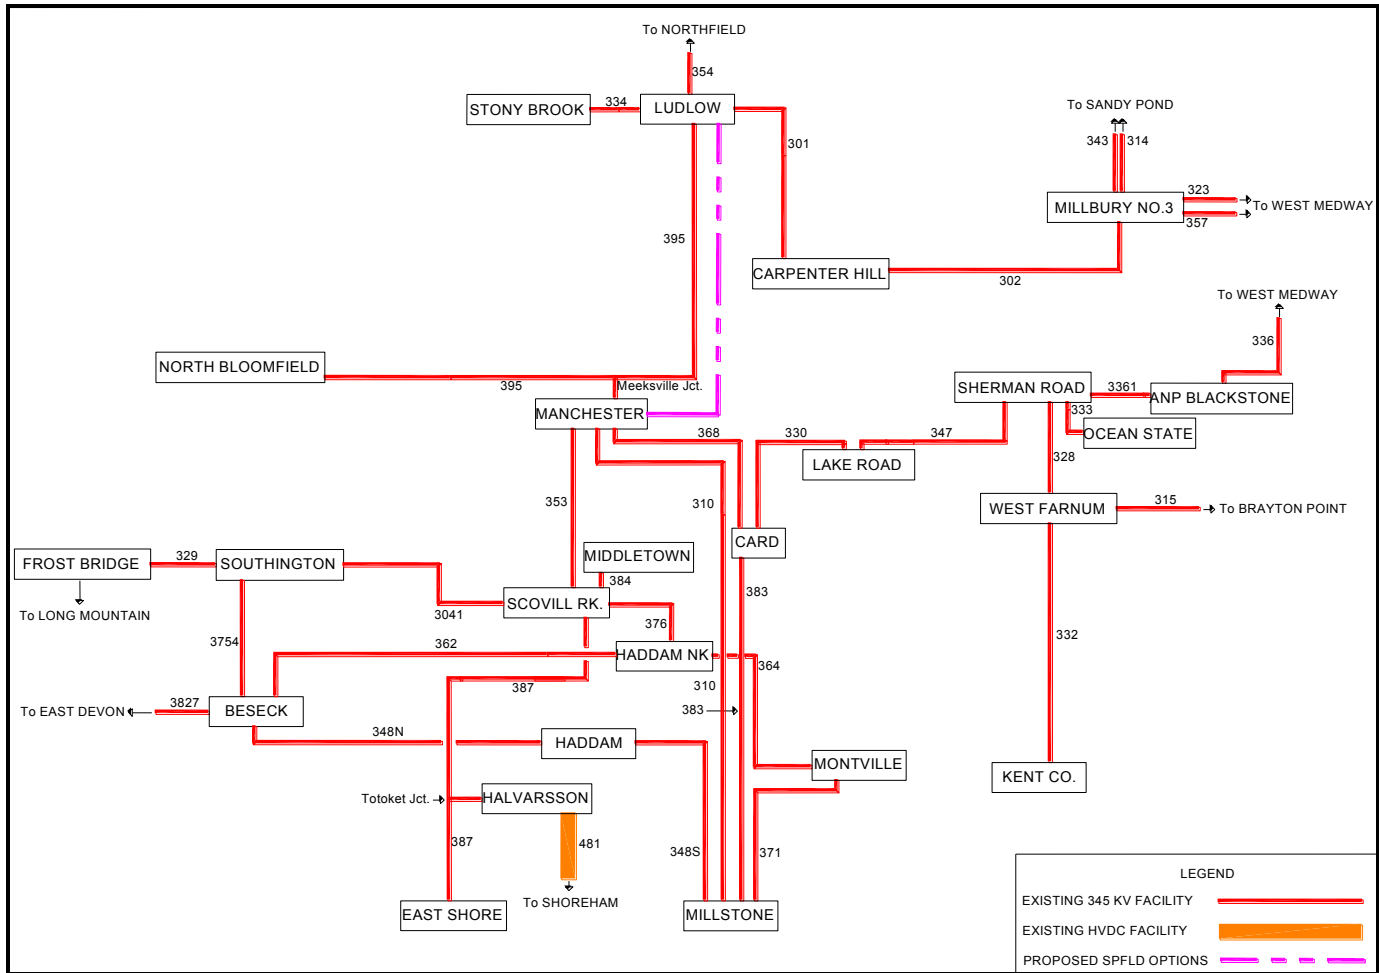 To NORTHFIELD
354
STONY BROOK
334
LUDLOW
301
To SANDY POND
343
314
MILLBURY NO.3
323
To WEST MEDWAY
357
395
CARPENTER HILL
302
To WEST MEDWAY
336
NORTH BLOOMFIELD
395
Meeksville Jct.
MANCHESTER
SHERMAN ROAD
3361
ANP BLACKSTONE
333
OCEAN STATE
368
330
347
LAKE ROAD
328
353
310
WEST FARNUM
315
To BRAYTON POINT
CARD
FROST BRIDGE
329
SOUTHINGTON
MIDDLETOWN
384
383
To LONG MOUNTAIN
3041
SCOVILL RK.
376
3754
362
HADDAM NK
364
332
387
310
383
To EAST DEVON
3827
BESECK
348N
HADDAM
MONTVILLE
KENT CO.
Totoket Jct.
HALVARSSON
387
481
348S
371
To SHOREHAM
EAST SHORE
MILLSTONE
LEGEND
EXISTING 345 KV FACILITY
EXISTING HVDC FACILITY
PROPOSED SPFLD OPTIONS